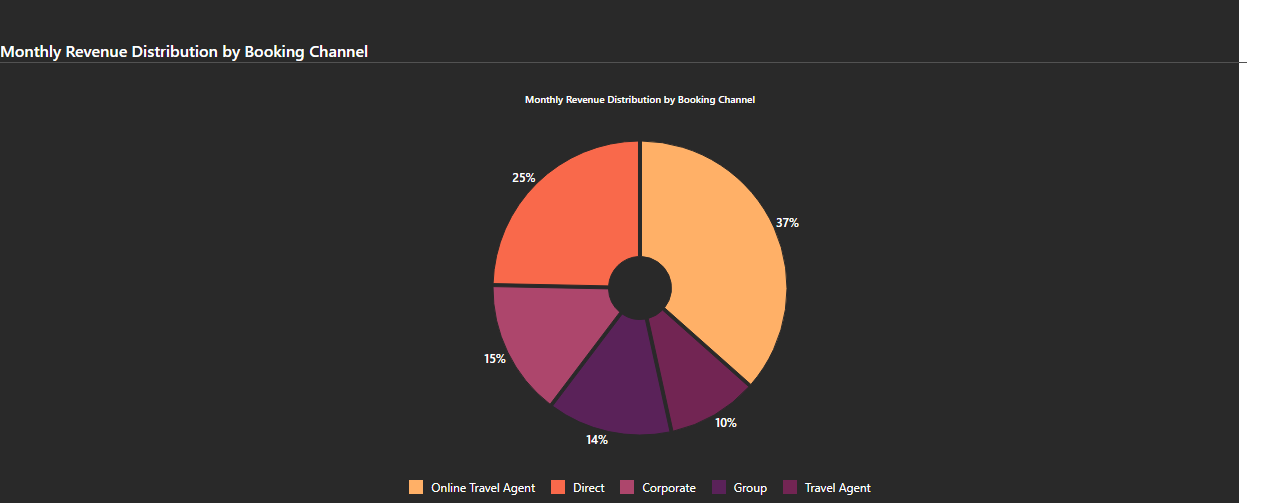 Monthly Revenue Distribution by Booking Channel
Monthly Revenue Distribution by Booking Channel
25%
37%
15%
10%
14%
Online Travel Agent
Direct
Corporate
Group
Travel Agent